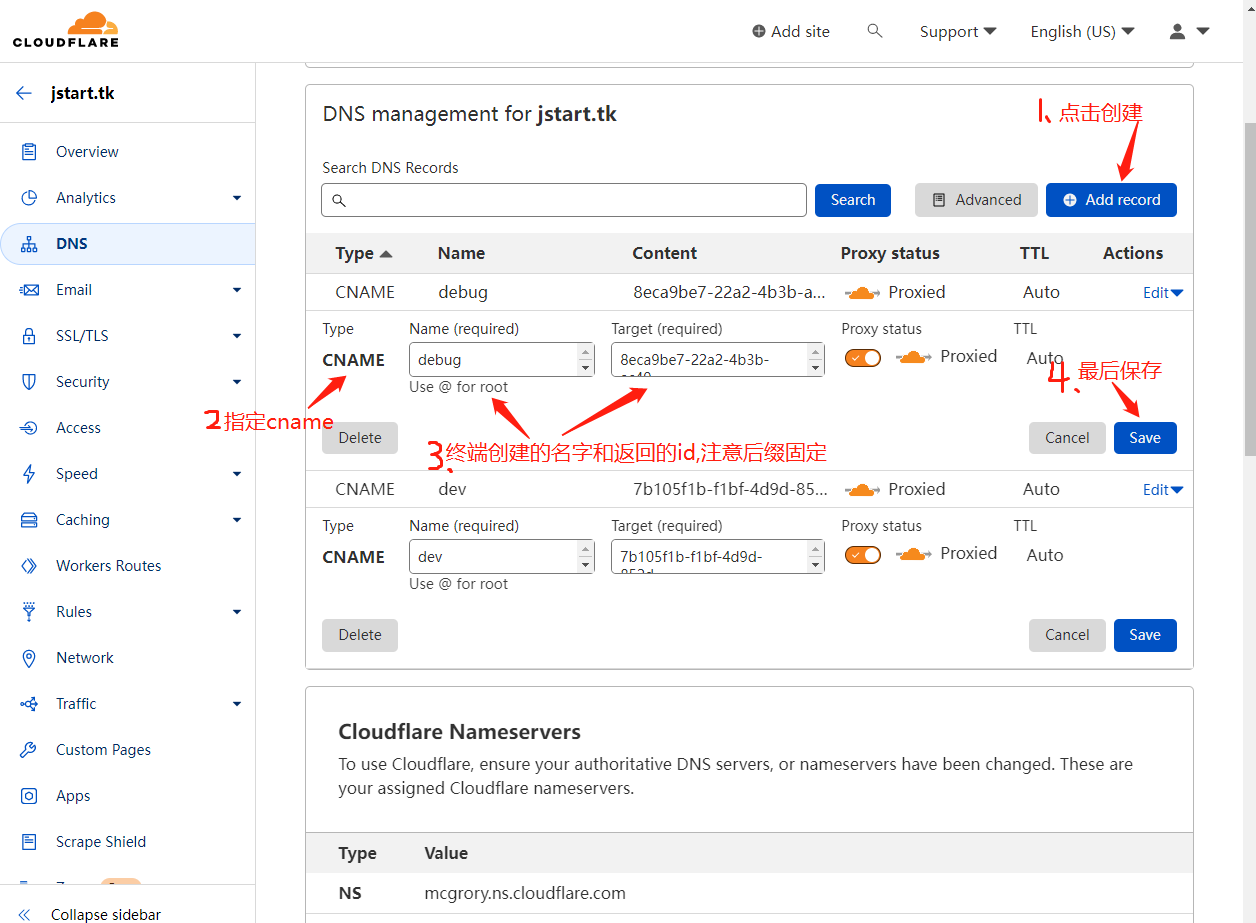 CLOUDFLARE
Add site
Support
English (US)
jstart.tk
Overview
Analytics
DNS
Email
SSL/TLS
Security
Access
Speed
Caching
Workers Routes
Rules
Network
Traffic
Custom Pages
Apps
Scrape Shield
Collapse sidebar
DNS management for jstart.tk
1、点击创建
Search DNS Records
Search
Advanced
Add record
Type Name Content Proxy status TTL Actions
CNAME debug 8eca9be7-22a2-4b3b-a... Proxied Auto Edit
Type Name (required) Target (required) Proxy status TTL
CNAME debug 8eca9be7-22a2-4b3b- Proxied Auto
Use @ for root
4、最后保存
2指定cname
Delete Cancel Save
3、终端创建的名字和返回的id,注意后缀固定
CNAME dev 7b105f1b-f1bf-4d9d-85... Proxied Auto Edit
Type Name (required) Target (required) Proxy status TTL
CNAME dev 7b105f1b-f1bf-4d9d- Proxied Auto
Use @ for root
Delete Cancel Save
Cloudflare Nameservers
To use Cloudflare, ensure your authoritative DNS servers, or nameservers have been changed. These are
your assigned Cloudflare nameservers.
Type Value
NS mcgrory.ns.cloudflare.com